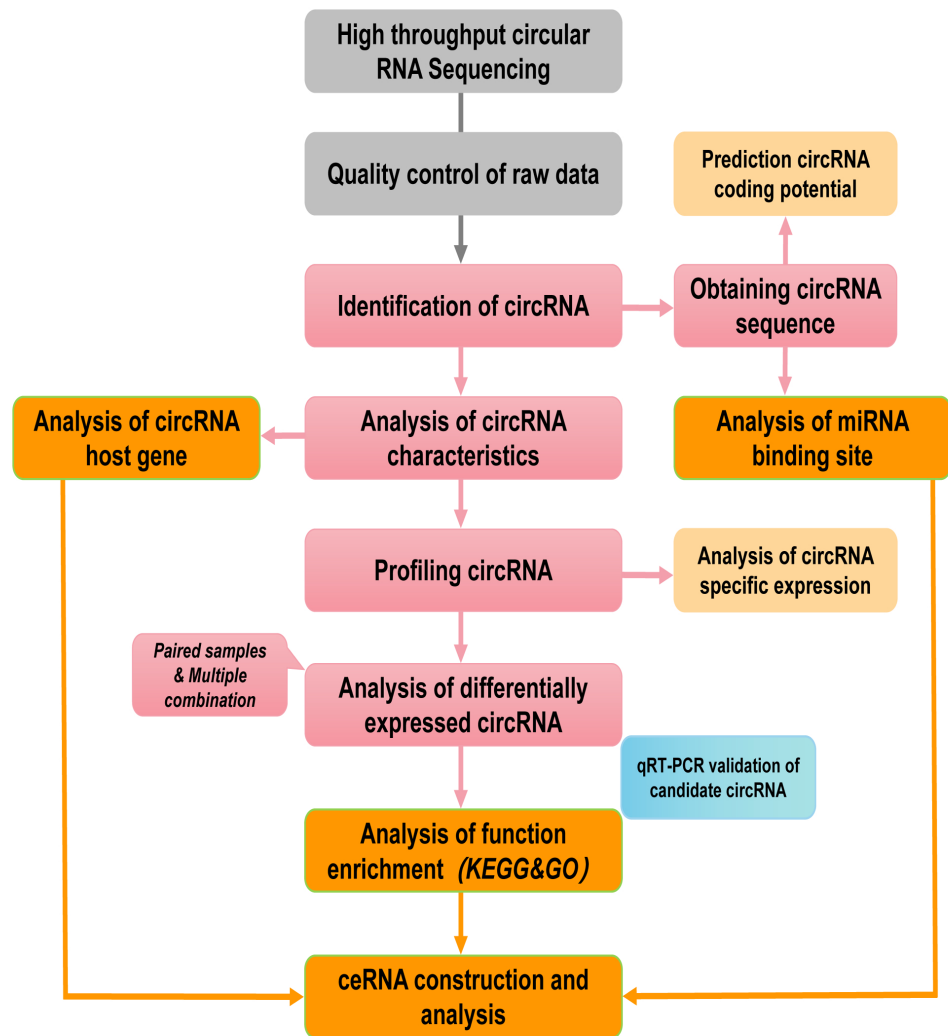 High throughput circular
RNA Sequencing
Quality control of raw data
Prediction circRNA
coding potential
Identification of circRNA
Obtaining circRNA
sequence
Analysis of circRNA
host gene
Analysis of circRNA
characteristics
Analysis of miRNA
binding site
Profiling circRNA
Analysis of circRNA
specific expression
Paired samples
& Multiple
combination
Analysis of differentially
expressed circRNA
qRT-PCR validation of
candidate circRNA
Analysis of function
enrichment (KEGG&GO)
ceRNA construction and
analysis